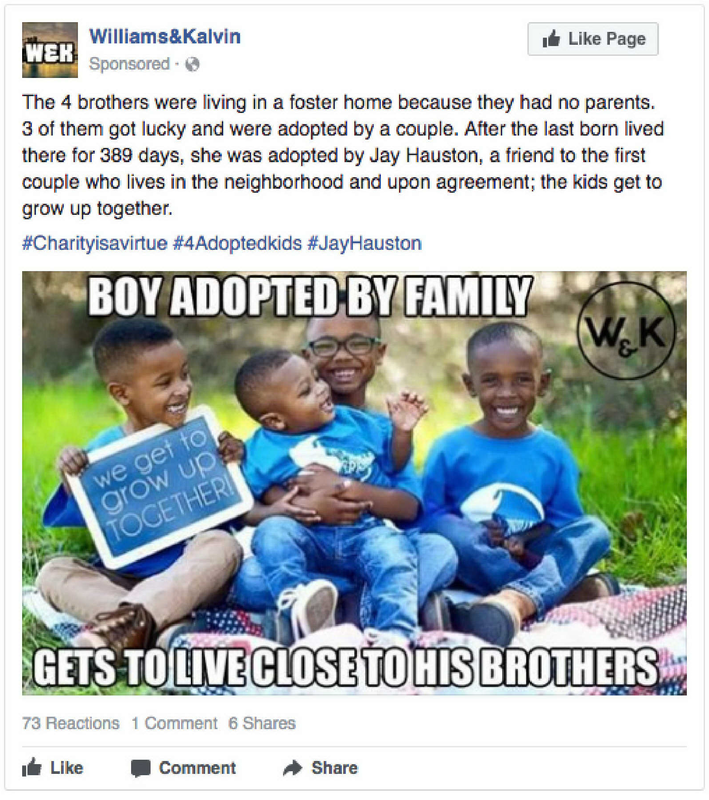 WEK
Williams&Kalvin
Sponsored ·
Like Page
The 4 brothers were living in a foster home because they had no parents.
3 of them got lucky and were adopted by a couple. After the last born lived
there for 389 days, she was adopted by Jay Hauston, a friend to the first
couple who lives in the neighborhood and upon agreement; the kids get to
grow up together.
#Charityisavirtue #4Adoptedkids #JayHauston
BOY ADOPTED BY FAMILY
W&K
we get to
grow up
TOGETHER!
GETS TO LIVE CLOSE TO HIS BROTHERS
73 Reactions 1 Comment 6 Shares
Like Comment Share